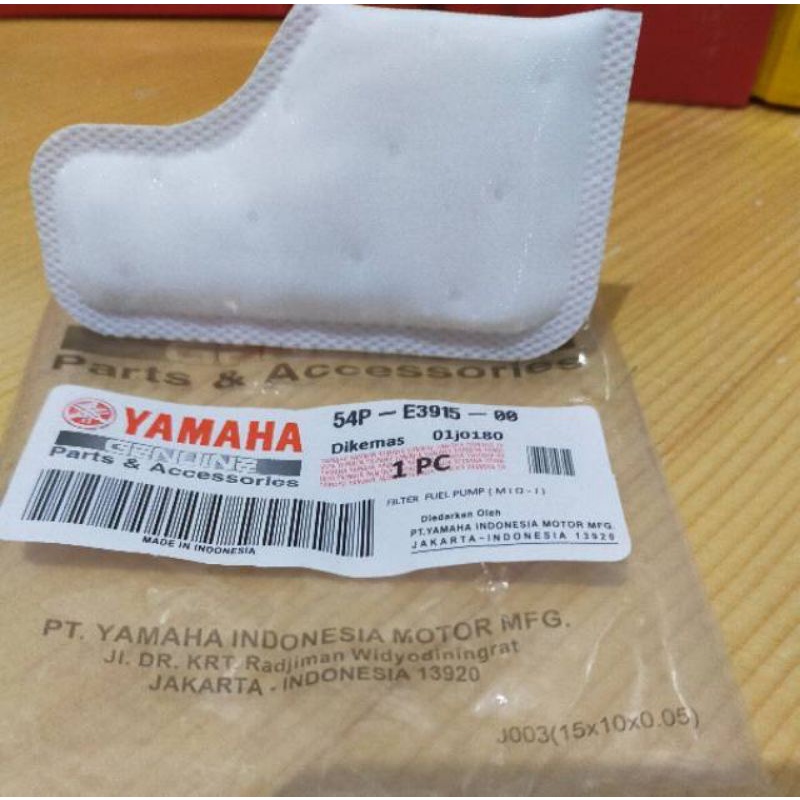 Parts & Accessories
YAMAHA
GENUINE
Parts & Accessories
MADE IN INDONESIA
54P - E3915 - 00
Dikemas 01j0180
1 PC
FILTER FUEL PUMP (MIO-J)
Diedarkan Oleh
PT.YAMAHA INDONESIA MOTOR MFG.
JAKARTA-INDONESIA 13920
PT. YAMAHA INDONESIA MOTOR MFG.
Jl. DR. KRT Radjiman Widyodiningrat
JAKARTA - INDONESIA 13920
J003(15x10x0.05)